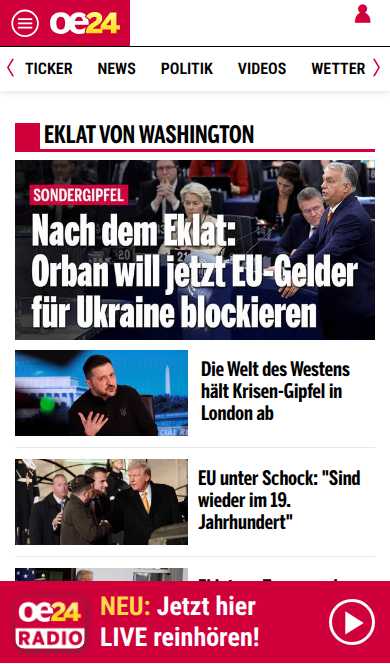 oe24
TICKER NEWS POLITIK VIDEOS WETTER
EKLAT VON WASHINGTON
SONDERGIPFEL
Nach dem Eklat:
Orban will jetzt EU-Gelder
für Ukraine blockieren
Die Welt des Westens
hält Krisen-Gipfel in
London ab
EU unter Schock: "Sind
wieder im 19.
Jahrhundert"
oe24
RADIO
NEU: Jetzt hier
LIVE reinhören!